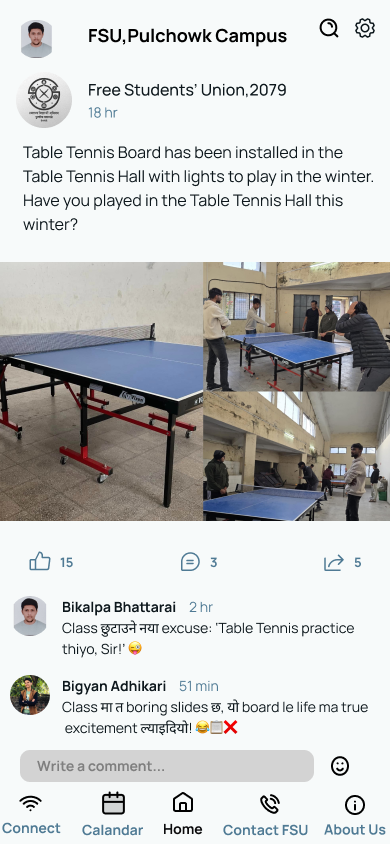 FSU,Pulchowk Campus
Free Students' Union,2079
18 hr
Table Tennis Board has been installed in the
Table Tennis Hall with lights to play in the winter.
Have you played in the Table Tennis Hall this
winter?
15
3
5
Bikalpa Bhattarai 2 hr
Class छुटाउने नया excuse: 'Table Tennis practice
thiyo, Sir!' 😜
Bigyan Adhikari 51 min
Class मा त boring slides छ, यो board le life ma true
excitement ल्याइदियो! 😂📋❌
Write a comment...
Connect
Calandar
Home
Contact FSU
About Us